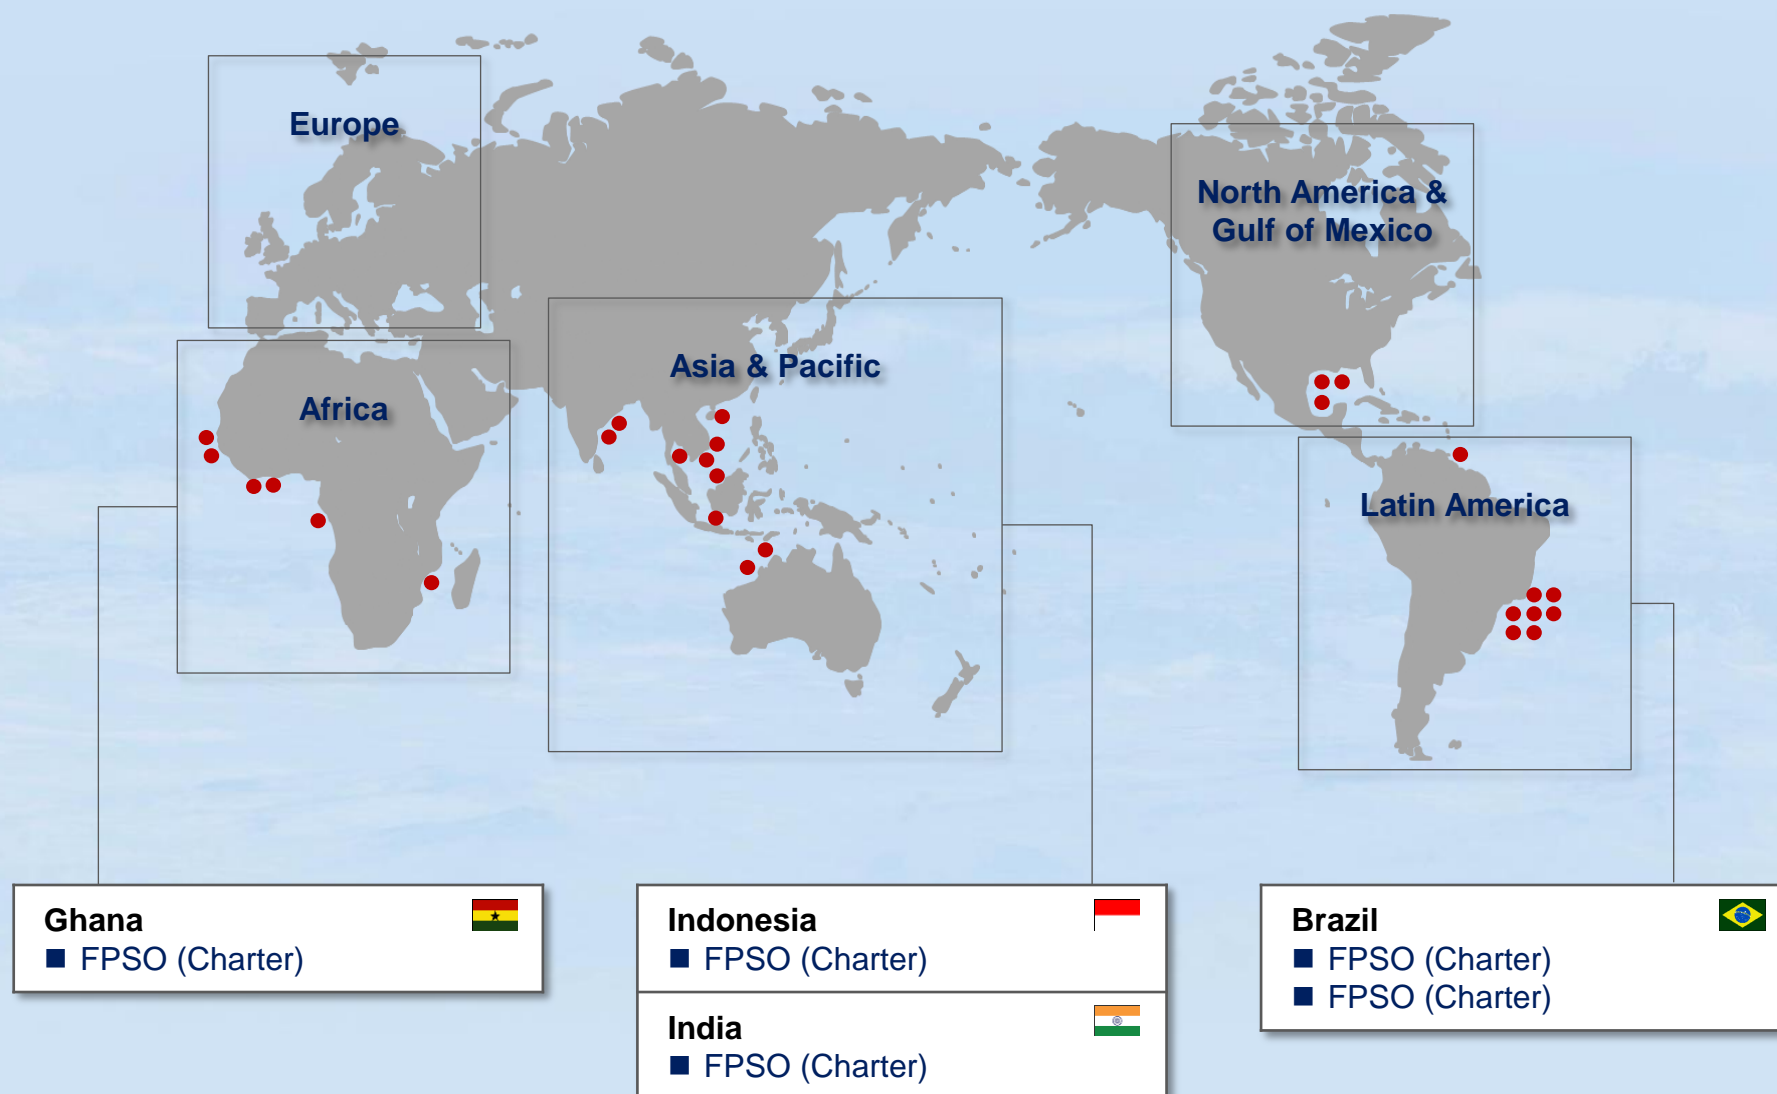 Europe
North America &
Gulf of Mexico
Asia & Pacific
Africa
Latin America
Ghana
■ FPSO (Charter)
Indonesia
■ FPSO (Charter)
India
■ FPSO (Charter)
Brazil
■ FPSO (Charter)
■ FPSO (Charter)